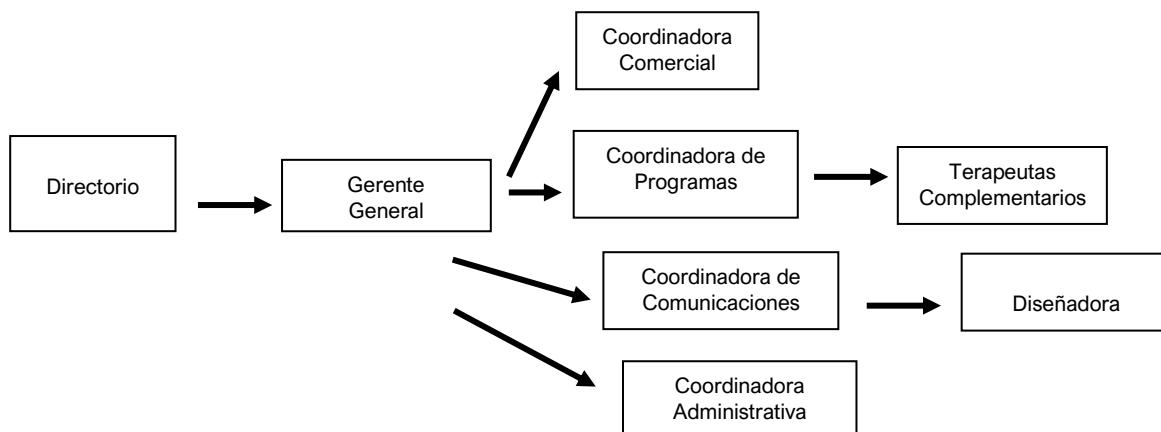 Coordinadora
Comercial
Directorio
Gerente
General
Coordinadora de
Programas
Terapeutas
Complementarios
Coordinadora de
Comunicaciones
Diseñadora
Coordinadora
Administrativa